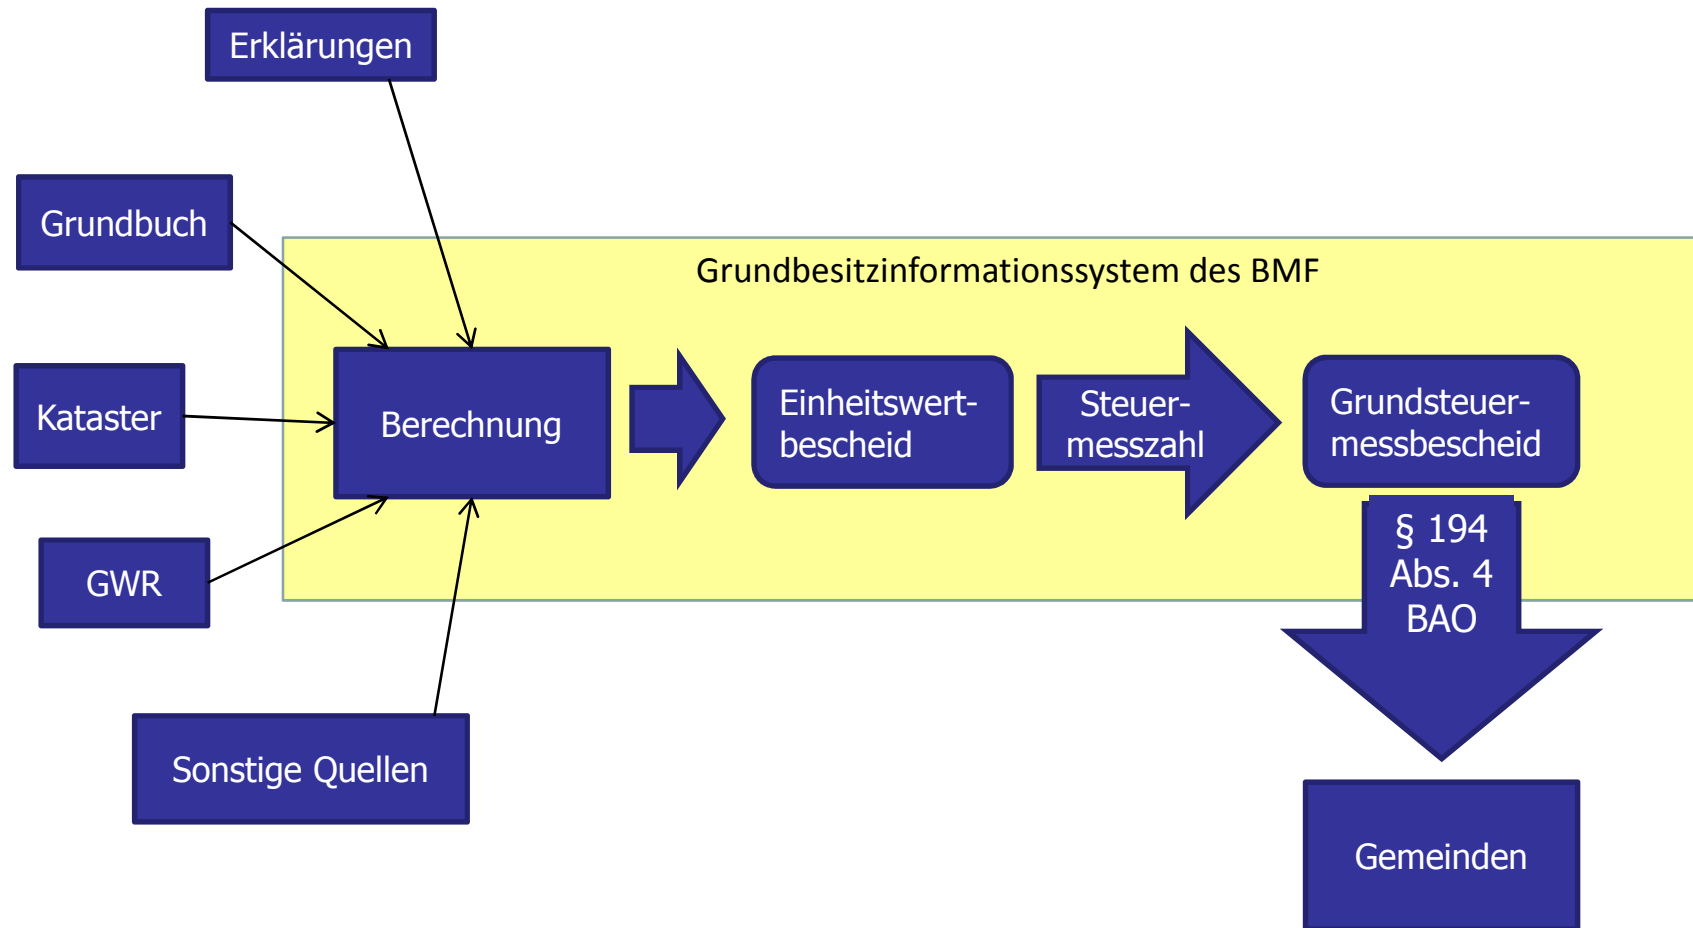 Erklärungen
Grundbuch
Grundbesitzinformationssystem des BMF
Kataster
Berechnung
Einheitswert-
bescheid
Steuer-
messzahl
Grundsteuer-
messbescheid
GWR
§ 194
Abs. 4
BAO
Sonstige Quellen
Gemeinden